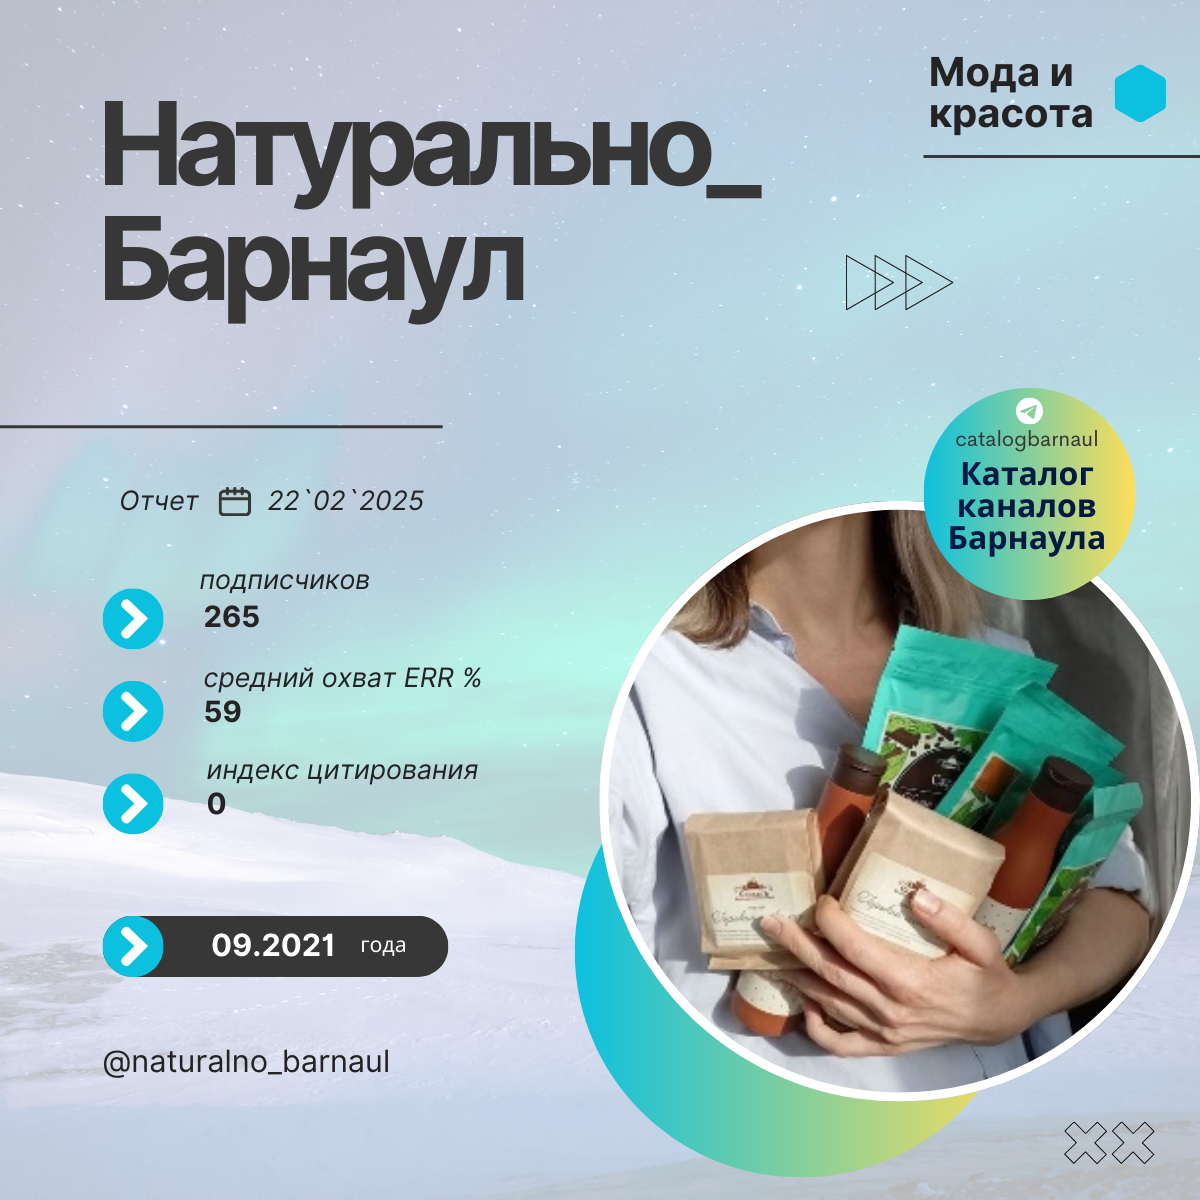 Мода и
красота
Натурально_
Барнаул
catalogbarnaul
Каталог
каналов
Барнаула
Отчет 22`02`2025
подписчиков
265
средний охват ERR %
59
индекс цитирования
0
09.2021 года
@naturalno_barnaul